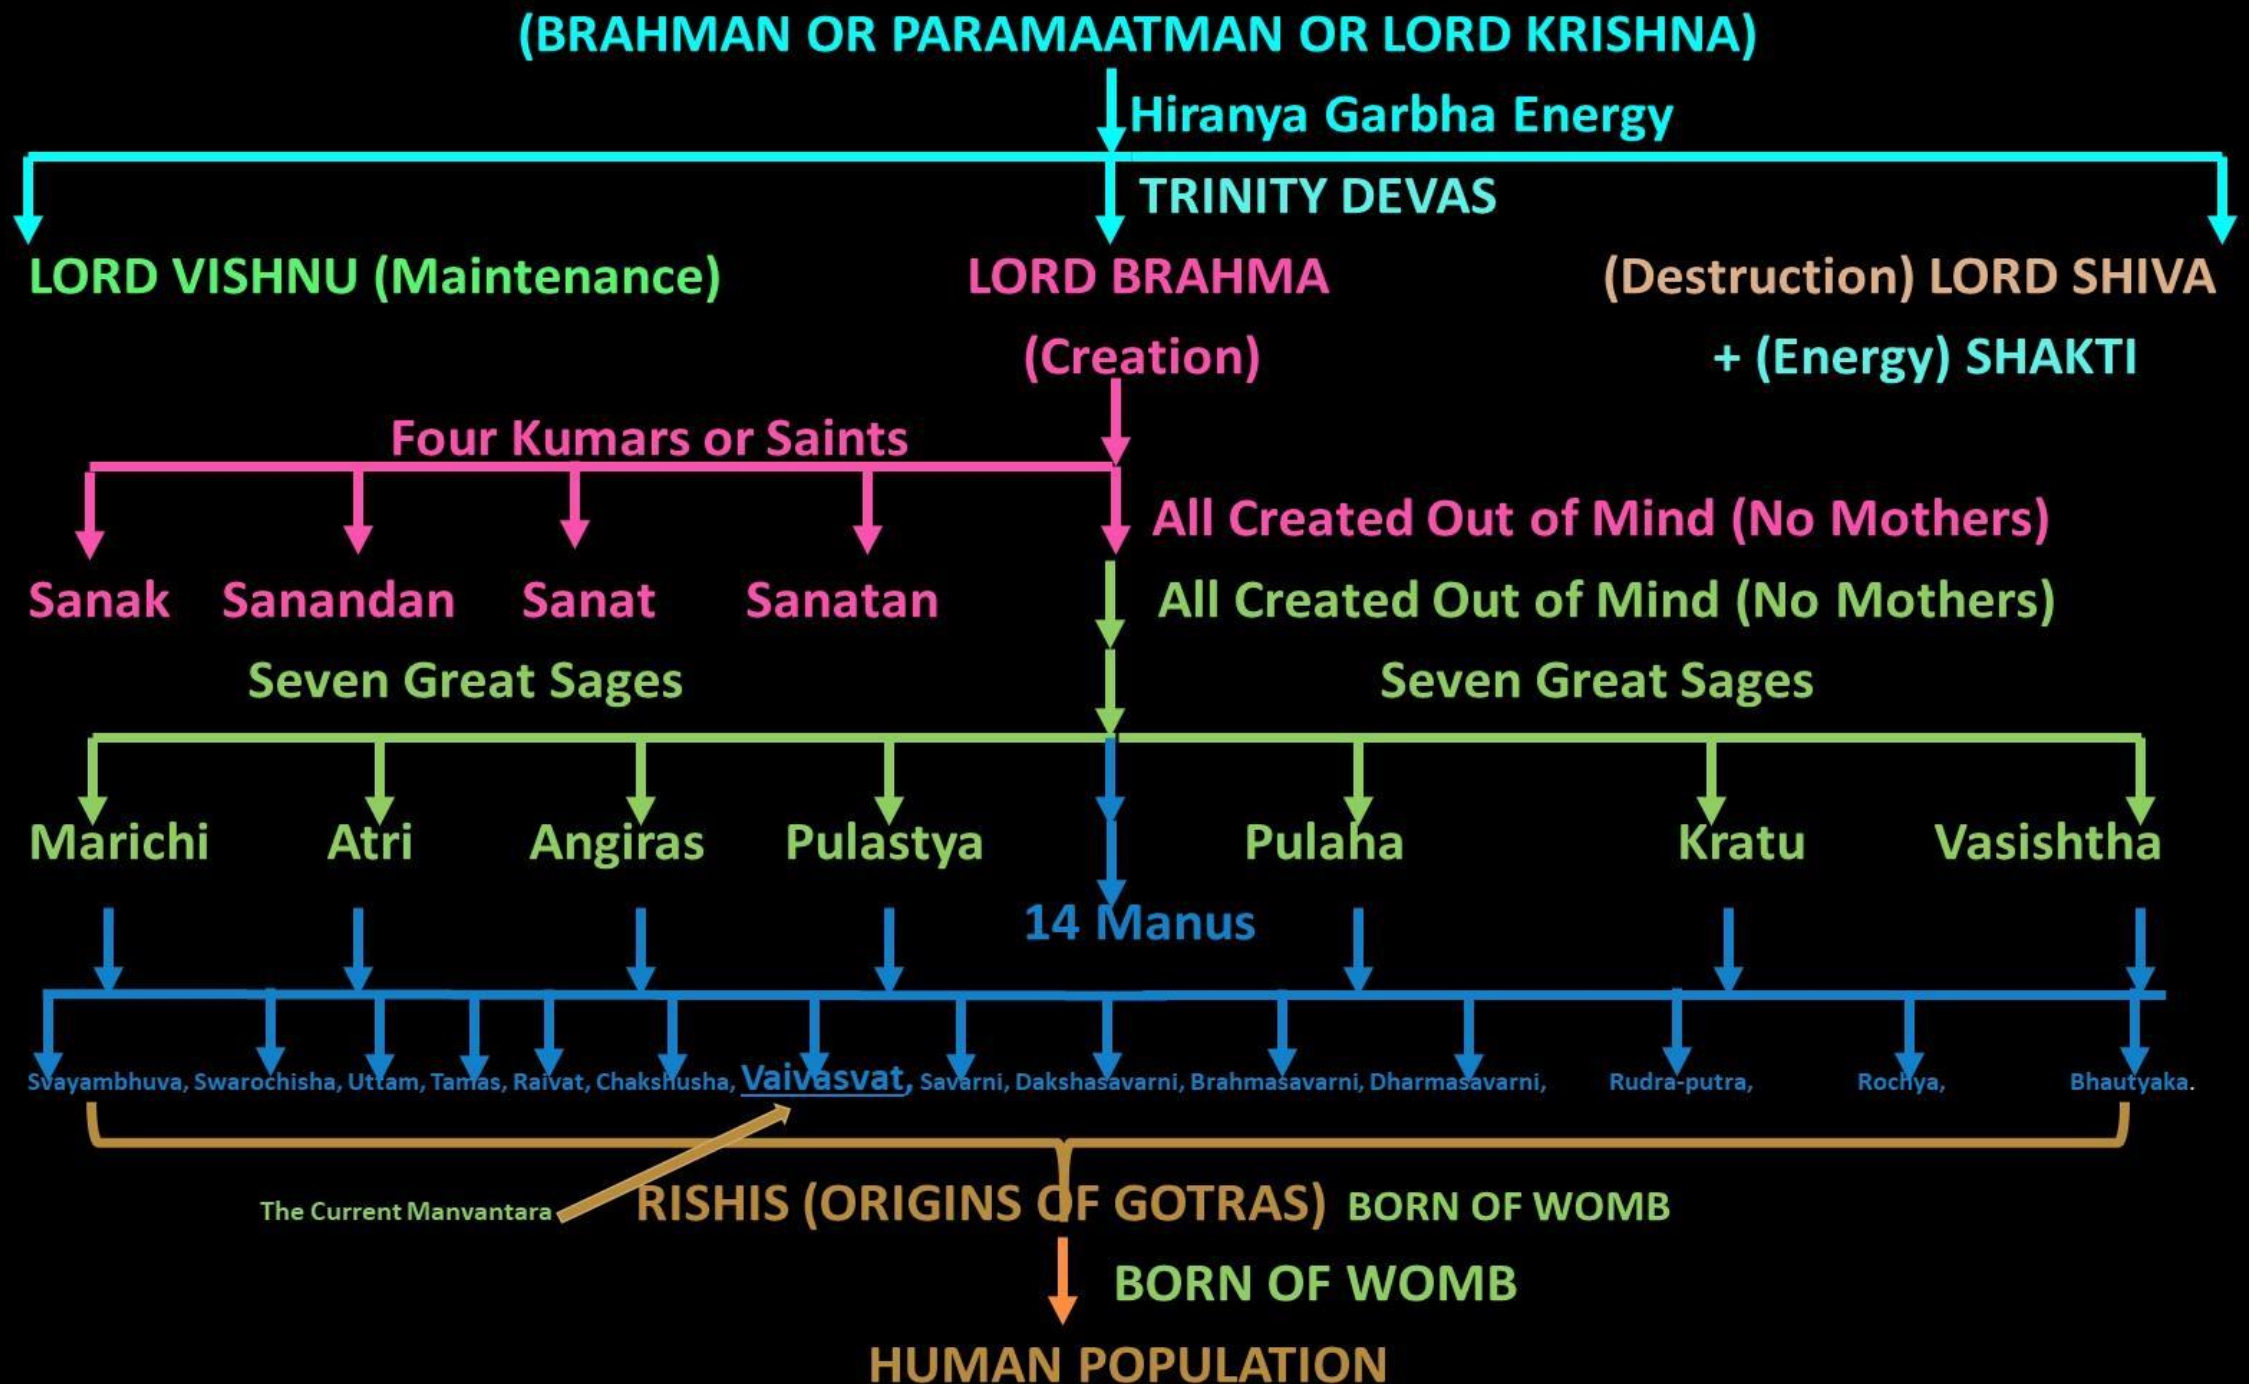 (BRAHMAN OR PARAMAATMAN OR LORD KRISHNA)
Hiranya Garbha Energy
TRINITY DEVAS
LORD VISHNU (Maintenance)
LORD BRAHMA
(Destruction) LORD SHIVA
(Creation)
+ (Energy) SHAKTI
Four Kumars or Saints
All Created Out of Mind (No Mothers)
Sanak Sanandan Sanat Sanatan
All Created Out of Mind (No Mothers)
Seven Great Sages
Seven Great Sages
Marichi Atri Angiras Pulastya Pulaha Kratu Vasishtha
14 Manus
Svayambhuva, Swarochisha, Uttam, Tamas, Raivat, Chakshusha, Vaivasvat, Savarni, Dakshasavarni, Brahmasavarni, Dharmasavarni, Rudra-putra, Rochya, Bhautyaka.
The Current Manvantara
RISHIS (ORIGINS OF GOTRAS) BORN OF WOMB
BORN OF WOMB
HUMAN POPULATION